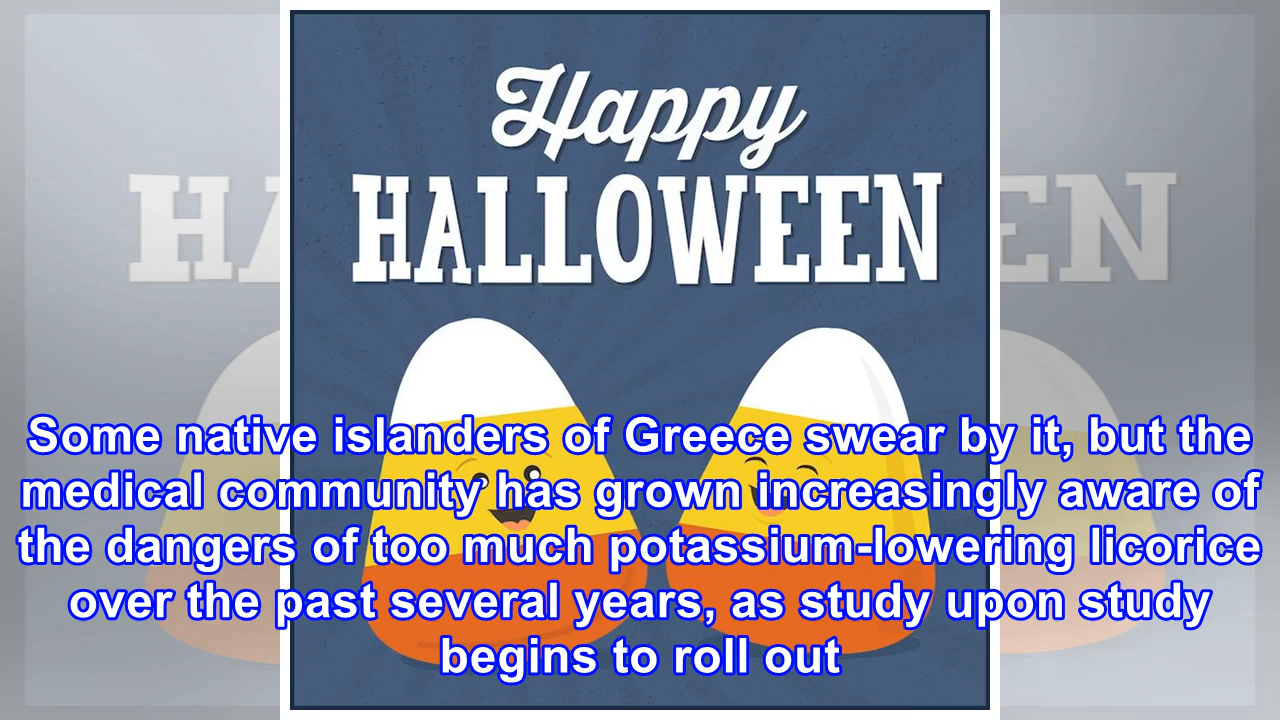 Happy
HALLOWEEN
Some native islanders of Greece swear by it, but the
medical community has grown increasingly aware of
the dangers of too much potassium-lowering licorice
over the past several years, as study upon study
begins to roll out